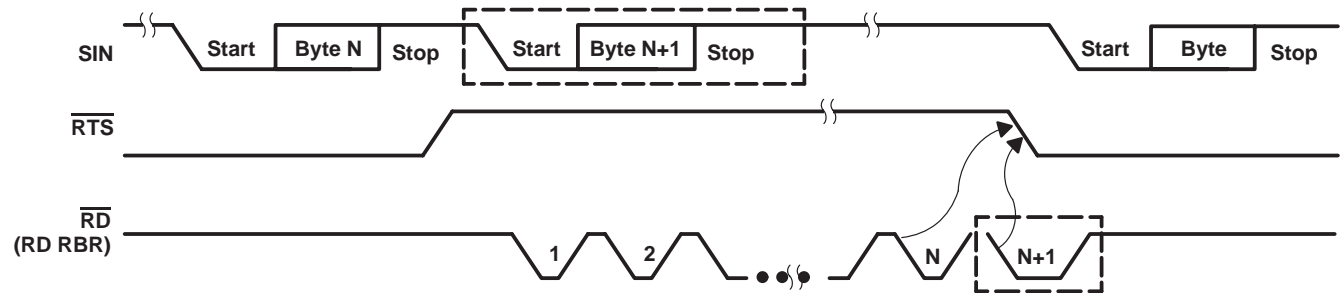 SIN Start Byte N Stop Start Byte N+1 Stop Start Byte Stop
RTS
RD
(RD RBR)
1 2 N N+1